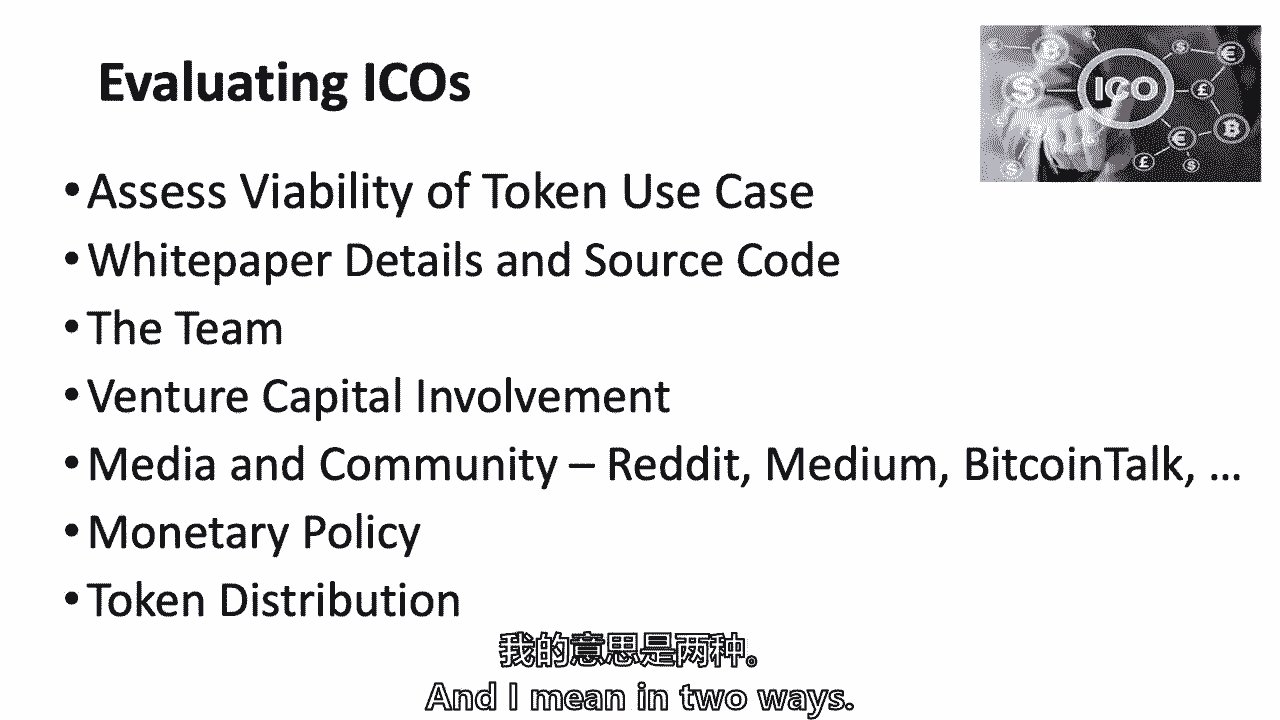 Evaluating ICOs
ICO
• Assess Viability of Token Use Case
• Whitepaper Details and Source Code
• The Team
• Venture Capital Involvement
• Media and Community – Reddit, Medium, BitcoinTalk, ...
• Monetary Policy
• Token Distribution
我的意思是两种。
And I mean in two ways.